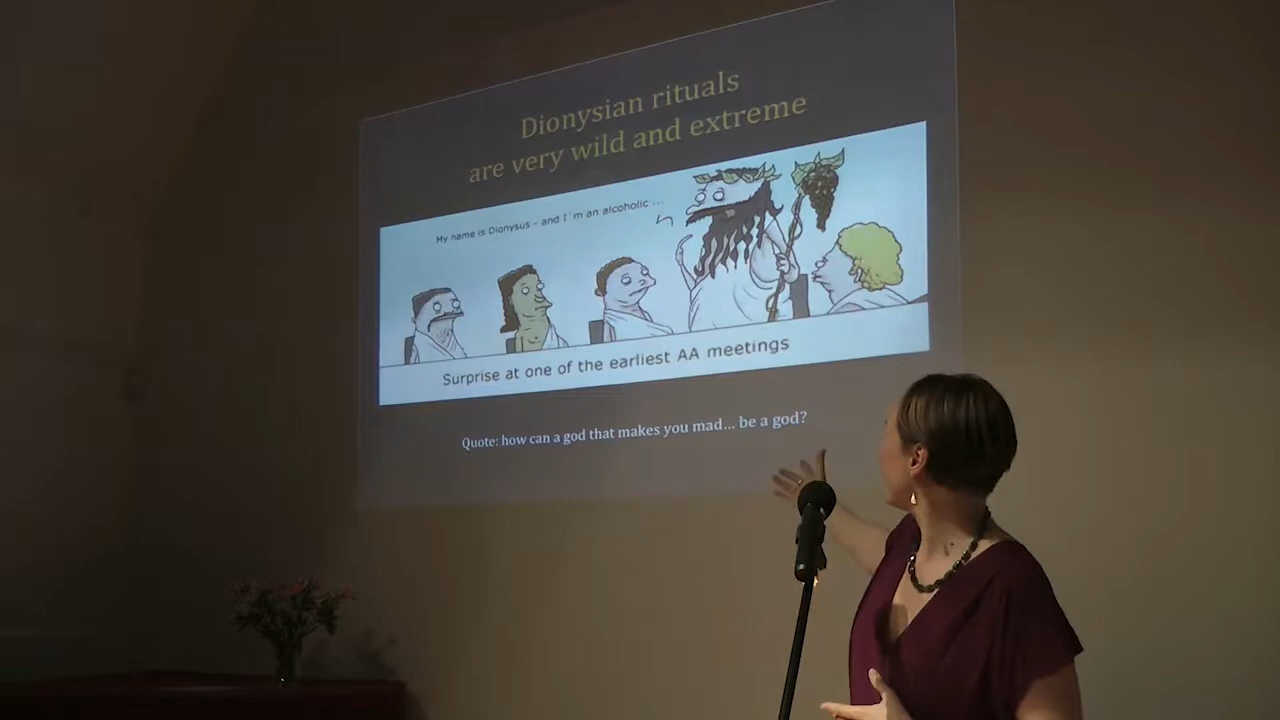 Dionysian rituals
are very wild and extreme
My name is Dionysus - and I´m an alcoholic ...
Surprise at one of the earliest AA meetings
Quote: how can a god that makes you mad... be a god?